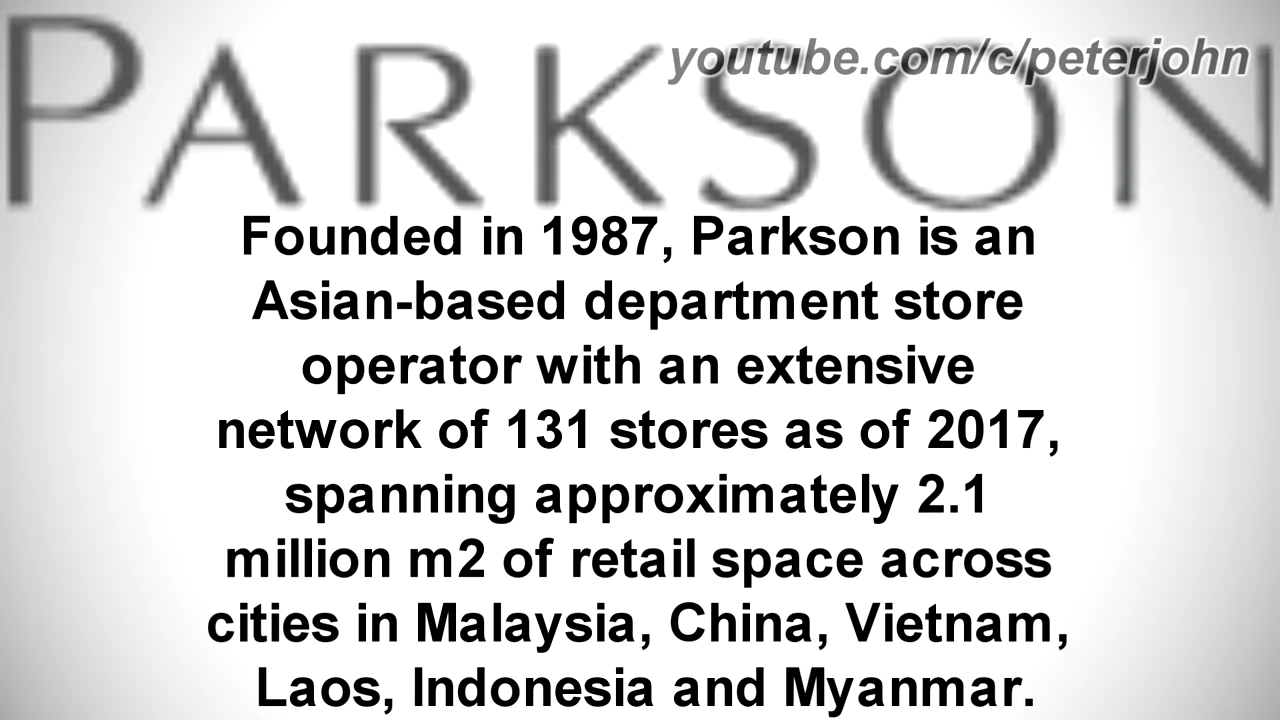 PARKSON
youtube.com/c/peterjohn
Founded in 1987, Parkson is an
Asian-based department store
operator with an extensive
network of 131 stores as of 2017,
spanning approximately 2.1
million m2 of retail space across
cities in Malaysia, China, Vietnam,
Laos, Indonesia and Myanmar.